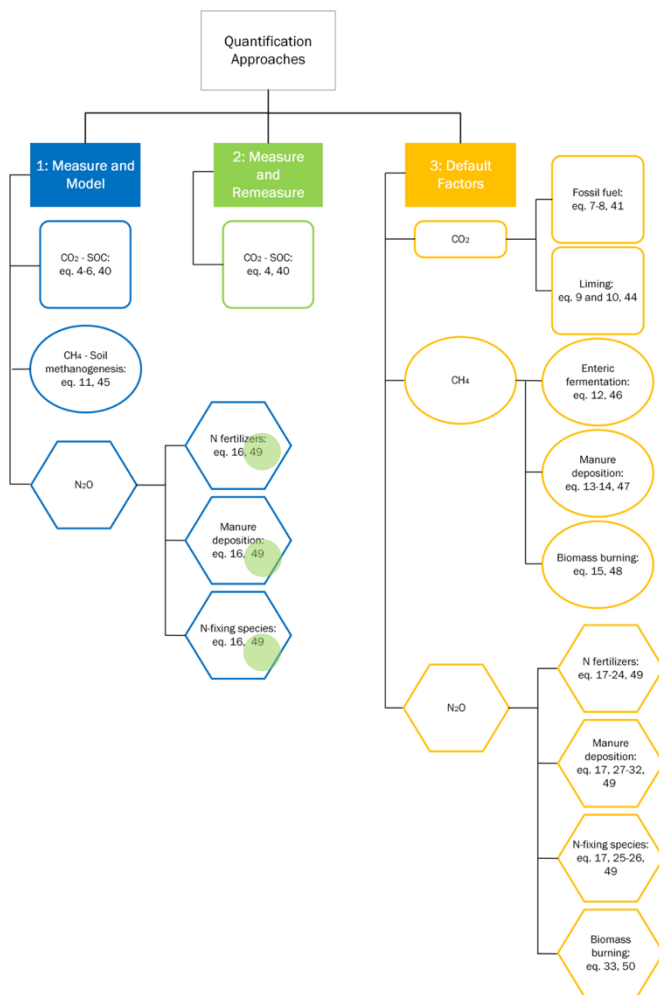 Quantification
Approaches
1: Measure and
Model
2: Measure
and
Remeasure
3: Default
Factors
CO₂ - SOC:
eq. 4-6, 40
CH₄ - Soil
methanogenesis:
eq. 11, 45
N₂O
N fertilizers:
eq. 16, 49
Manure
deposition:
eq. 16, 49
N-fixing species:
eq. 16, 49
CO₂ - SOC:
eq. 4, 40
CO₂
Fossil fuel:
eq. 7-8, 41
Liming:
eq. 9 and 10, 44
CH₄
Enteric
fermentation:
eq. 12, 46
Manure
deposition:
eq. 13-14, 47
Biomass burning:
eq. 15, 48
N₂O
N fertilizers:
eq. 17-24, 49
Manure
deposition:
eq. 17, 27-32,
49
N-fixing species:
eq. 17, 25-26,
49
Biomass
burning:
eq. 33, 50